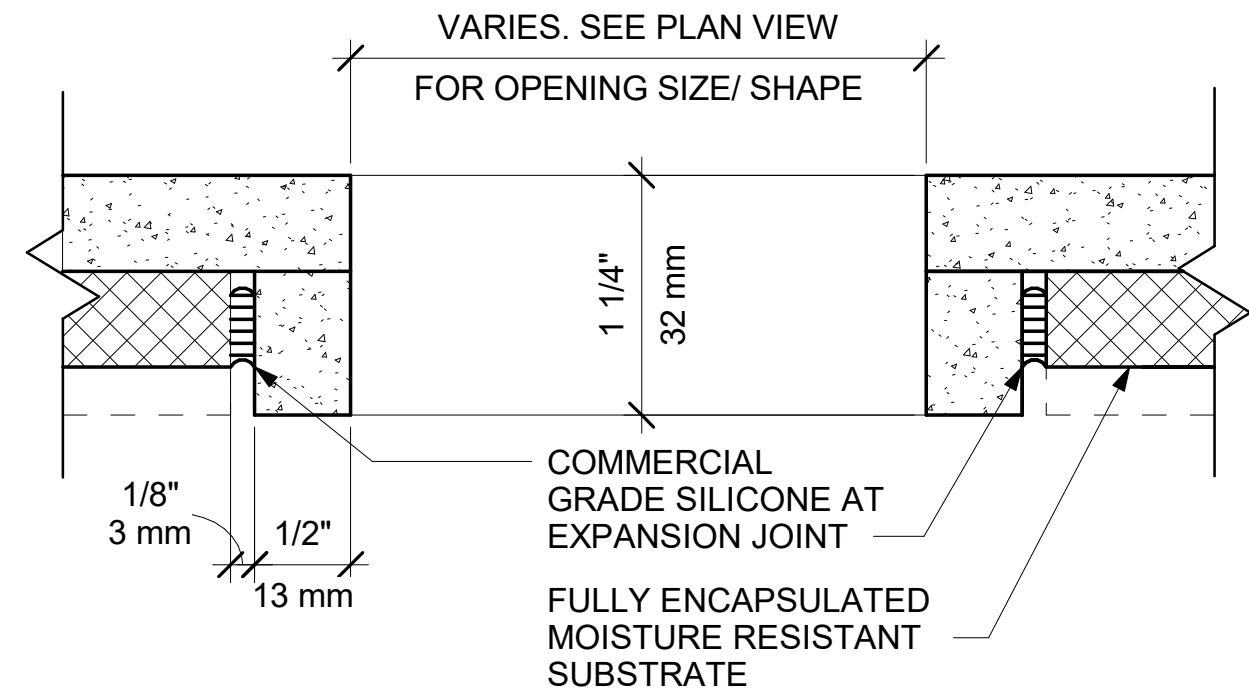 VARIES. SEE PLAN VIEW
FOR OPENING SIZE/ SHAPE
1 1/4"
32 mm
COMMERCIAL
GRADE SILICONE AT
EXPANSION JOINT
1/8"
3 mm
1/2"
13 mm
FULLY ENCAPSULATED
MOISTURE RESISTANT
SUBSTRATE